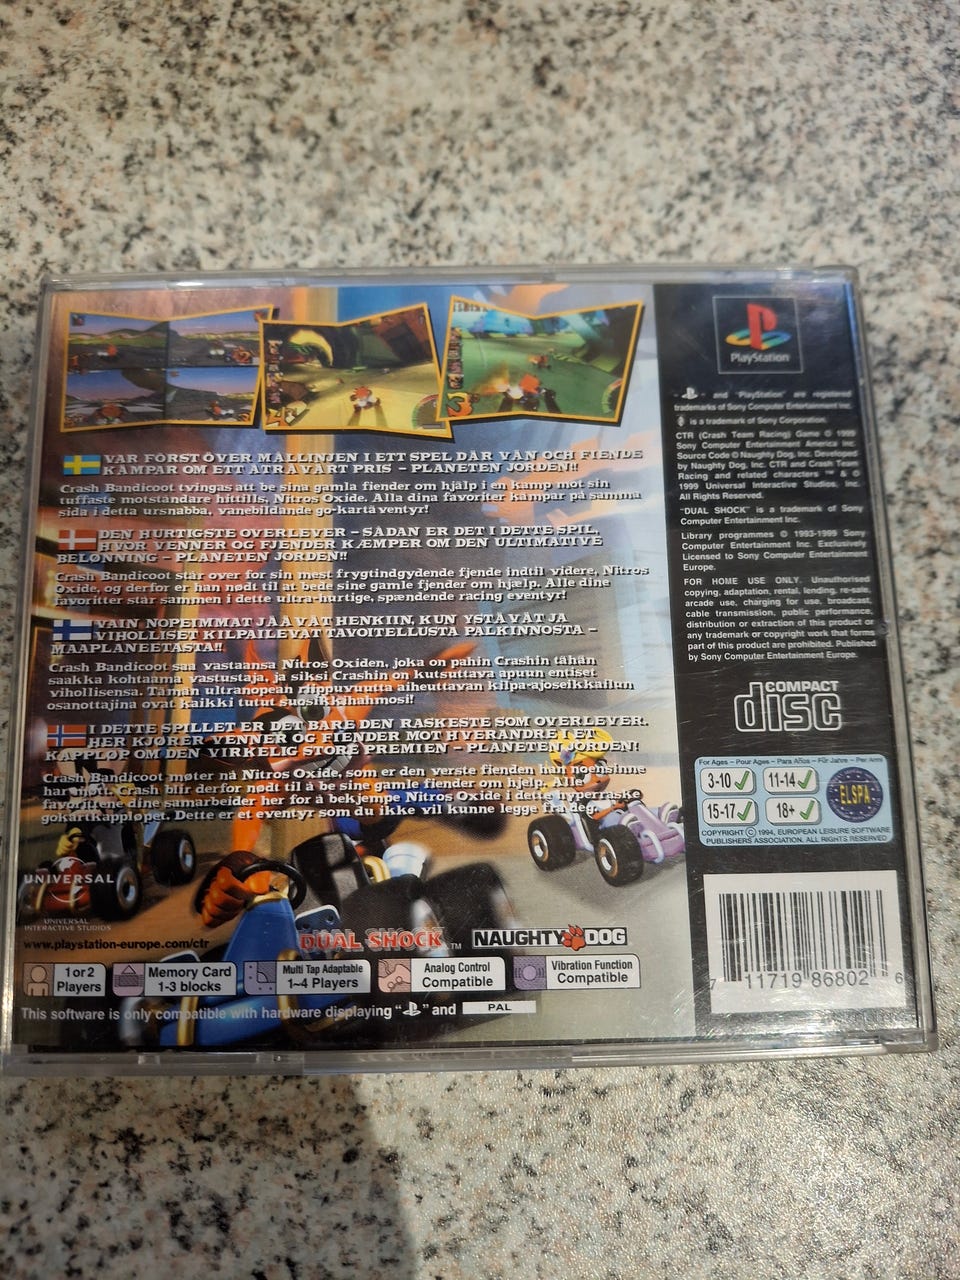 VAR FÖRST ÖVER MÅLLINJEN I ETT SPEL DÄR VÄN OCH FIENDE
KÄMPAR OM ETT ÅTRÅVÄRT PRIS – PLANETEN JORDEN!!
Crash Bandicoot tvingas att be sina gamla fiender om hjälp i en kamp mot sin
tuffaste motståndare hittills, Nitros Oxide. Alla dina favoriter kämpar på samma
sida i detta ursnabba, vanebildande go-kartäventyr!
DEN HURTIGSTE OVERLEVER – SÅDAN ER DET I DETTE SPIL,
HVOR VENNER OG FJENDER KÆMPER OM DEN ULTIMATIVE
BELØNNING – PLANETEN JORDEN!!
Crash Bandicoot står over for sin mest frygtindgydende fjende indtil videre, Nitros
Oxide, og derfor er han nødt til at bede sine gamle fjender om hjælp. Alle dine
favoritter står sammen i dette ultra-hurtige, spændende racing eventyr!
VAIN NOPEIMMAT JÄÄVÄT HENKIIN, KUN YSTÄVÄT JA
VIHOLLISET KILPAILEVAT TAVOITELLUSTA PALKINNOSTA –
MAAPLANEETASTA!!
Crash Bandicoot saa vastaansa Nitros Oxiden, joka on pahin Crashin tähän
saakka kohtaama vastustaja, ja siksi Crashin on kutsuttava apuun entiset
vihollisensa. Tämän ultranopean riippuvuutta aiheuttavan kilpa-ajoseikkailun
osanottajina ovat kaikki tutut suosikkihahmosi!
I DETTE SPILLET ER DET BARE DEN RASKESTE SOM OVERLEVER.
HER KJØRER VENNER OG FIENDER MOT HVERANDRE I ET
KAPPLØP OM DEN VIRKELIG STORE PREMIEN – PLANETEN JORDEN!
Crash Bandicoot møter nå Nitros Oxide, som er den verste fienden han noensinne
har møtt. Crash blir derfor nødt til å be sine gamle fiender om hjelp. Alle
favorittene dine samarbeider her for å bekjempe Nitros Oxide i dette hyperraske
gokartkappløpet. Dette er et eventyr som du ikke vil kunne legge fra deg.
UNIVERSAL
UNIVERSAL
INTERACTIVE STUDIOS
www.playstation-europe.com/ctr
DUAL SHOCK ™ NAUGHTY DOG
1 or 2
Players
Memory Card
1-3 blocks
Multi Tap Adaptable
1~4 Players
Analog Control
Compatible
Vibration Function
Compatible
This software is only compatible with hardware displaying " " and PAL
PlayStation
" " and "PlayStation" are registered
trademarks of Sony Computer Entertainment Inc.
is a trademark of Sony Corporation.
CTR (Crash Team Racing) Game © 1999
Sony Computer Entertainment America Inc.
Source Code © Naughty Dog, Inc. Developed
by Naughty Dog, Inc. CTR and Crash Team
Racing and related characters ™ & ©
1999 Universal Interactive Studios, Inc.
All Rights Reserved.
"DUAL SHOCK" is a trademark of Sony
Computer Entertainment Inc.
Library programmes © 1993-1999 Sony
Computer Entertainment Inc. Exclusively
Licensed to Sony Computer Entertainment
Europe.
FOR HOME USE ONLY. Unauthorised
copying, adaptation, rental, lending, re-sale,
arcade use, charging for use, broadcast,
cable transmission, public performance,
distribution or extraction of this product or
any trademark or copyright work that forms
part of this product are prohibited. Published
by Sony Computer Entertainment Europe.
COMPACT
disc
For Ages – Pour Ages – Para Años – Für Jahre – Per Anni
3-10 ✓ 11-14 ✓
15-17 ✓ 18+ ✓
ELSPA
COPYRIGHT © 1994, EUROPEAN LEISURE SOFTWARE
PUBLISHERS ASSOCIATION. ALL RIGHTS RESERVED
7 11719 86802 6